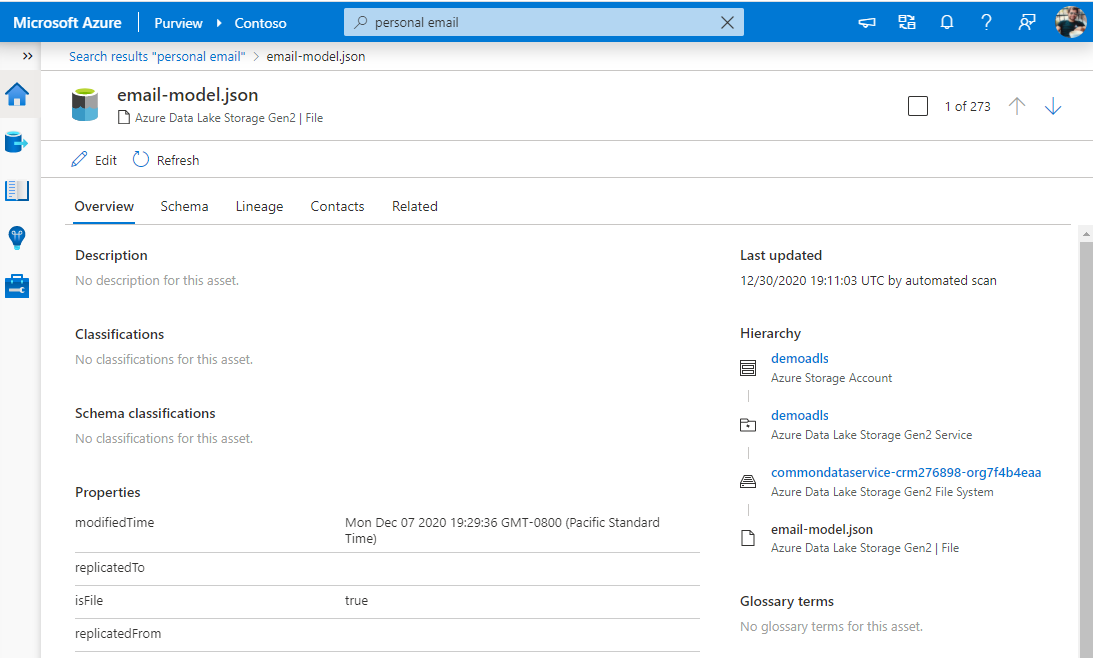 Microsoft Azure Purview Contoso personal email
Search results "personal email" email-model.json
email-model.json
Azure Data Lake Storage Gen2 | File
1 of 273
Edit Refresh
Overview Schema Lineage Contacts Related
Description
No description for this asset.
Classifications
No classifications for this asset.
Schema classifications
No classifications for this asset.
Properties
modifiedTime Mon Dec 07 2020 19:29:36 GMT-0800 (Pacific Standard
Time)
replicatedTo
isFile true
replicatedFrom
Last updated
12/30/2020 19:11:03 UTC by automated scan
Hierarchy
demoadls
Azure Storage Account
demoadls
Azure Data Lake Storage Gen2 Service
commondataservice-crm276898-org7f4b4eaa
Azure Data Lake Storage Gen2 File System
email-model.json
Azure Data Lake Storage Gen2 | File
Glossary terms
No glossary terms for this asset.